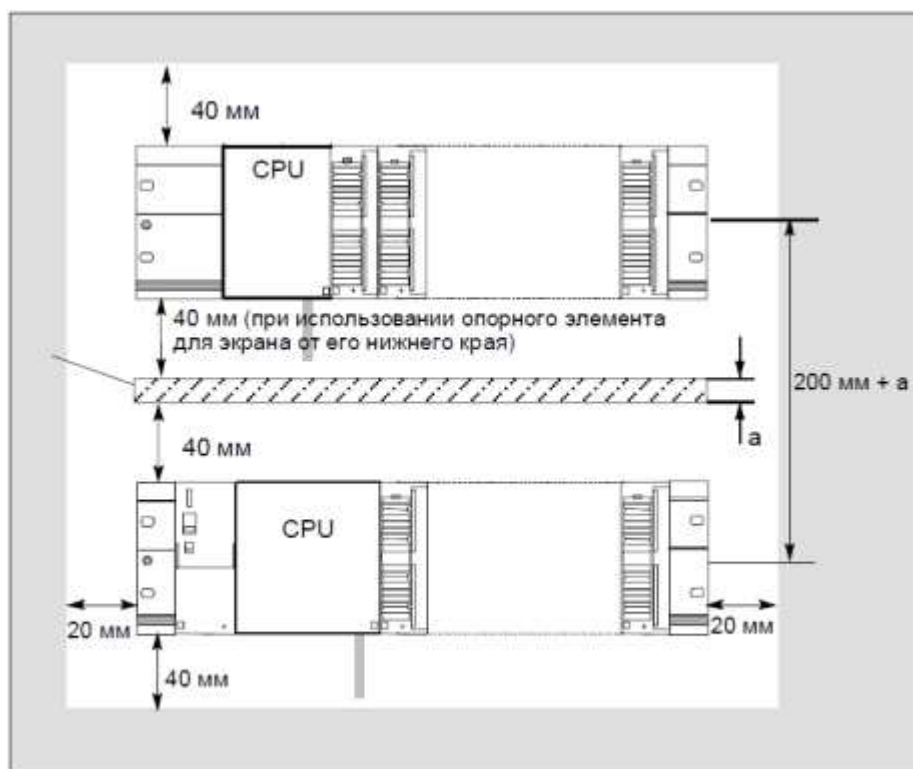 40 мм
CPU
40 мм (при использовании опорного элемента
для экрана от его нижнего края)
200 мм + а
а
40 мм
CPU
20 мм
20 мм
40 мм